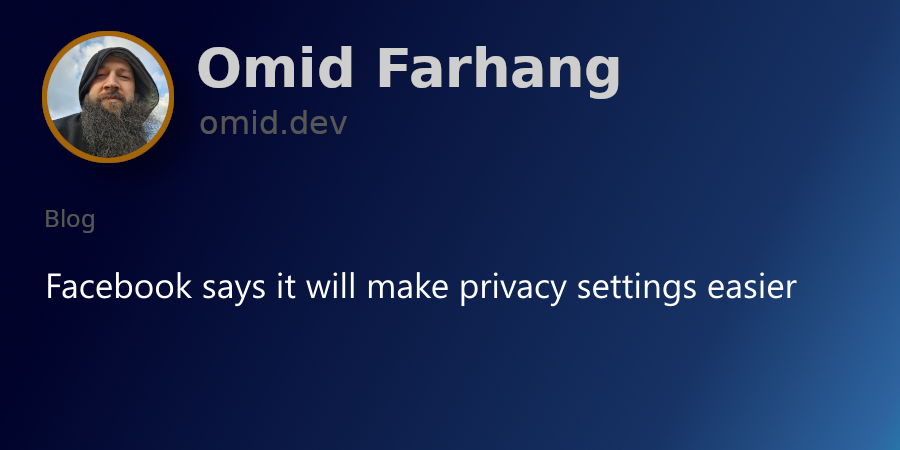 Omid Farhang
omid.dev
Blog
Facebook says it will make privacy settings easier